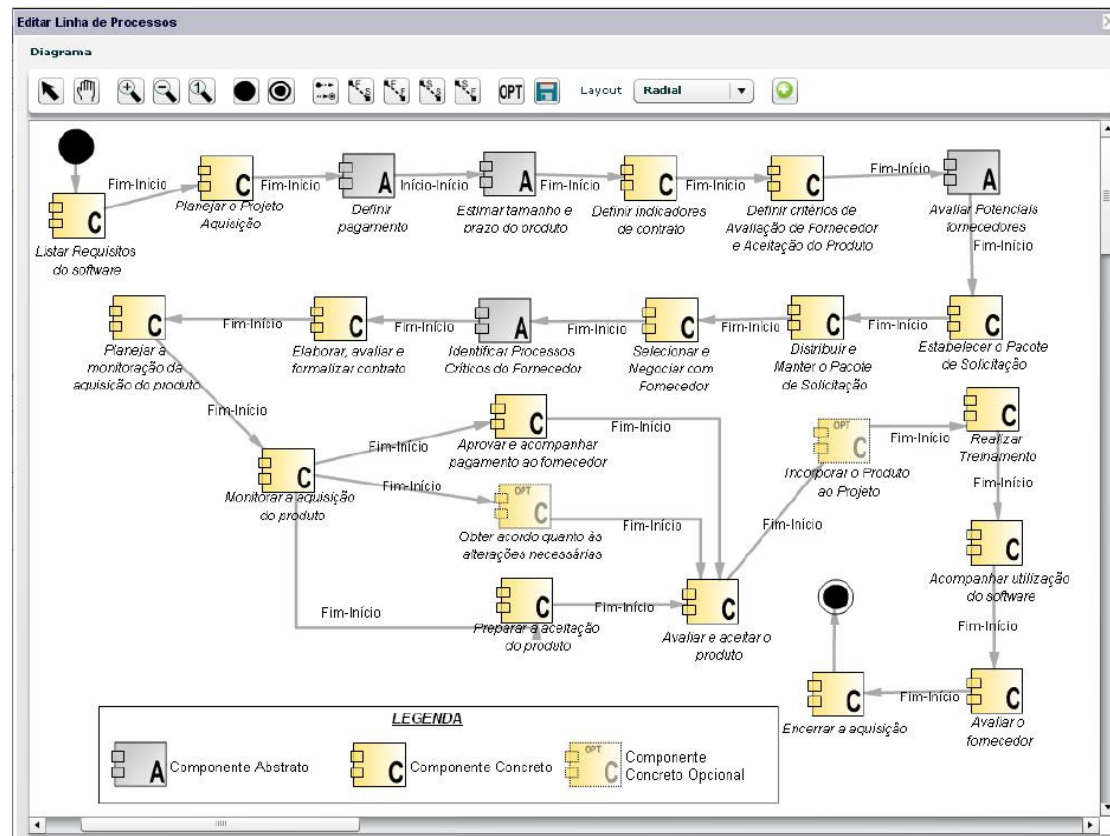 Editar Linha de Processos
Diagrama
1
F S
F F
S S
S F
OPT
Layout
Radial
Fim-Início
Fim-Início
Início-Início
Fim-Início
Fim-Início
Fim-Início
C
C
A
A
C
C
A
Listar Requisitos
do software
Planejar o Projeto
Aquisição
Definir
pagamento
Estimar tamanho e
prazo do produto
Definir indicadores
de contrato
Definir critérios de
Avaliação de Fornecedor
e Aceitação do Produto
Avaliar Potenciais
fornecedores
Fim-Início
C
C
A
C
C
C
Fim-Início
Fim-Início
Fim-Início
Fim-Início
Fim-Início
Planejar a
monitoração da
aquisição do produto
Elaborar, avaliar e
formalizar contrato
Identificar Processos
Críticos do Fornecedor
Selecionar e
Negociar com
Fornecedor
Distribuir e
Manter o Pacote
de Solicitação
Estabelecer o Pacote
de Solicitação
Fim-Início
C
Monitorar a aquisição
do produto
Fim-Início
C
Aprovar e acompanhar
pagamento ao fornecedor
Fim-Início
Fim-Início
OPT
C
Obter acordo quanto às
alterações necessárias
Fim-Início
Fim-Início
C
Preparar a aceitação
do produto
Fim-Início
C
Avaliar e aceitar o
produto
Fim-Início
OPT
C
Incorporar o Produto
ao Projeto
Fim-Início
C
Realizar
Treinamento
Fim-Início
C
Acompanhar utilização
do software
Fim-Início
C
Avaliar o
fornecedor
Fim-Início
C
Encerrar a aquisição
LEGENDA
A
Componente Abstrato
C
Componente Concreto
OPT
C
Componente
Concreto Opcional